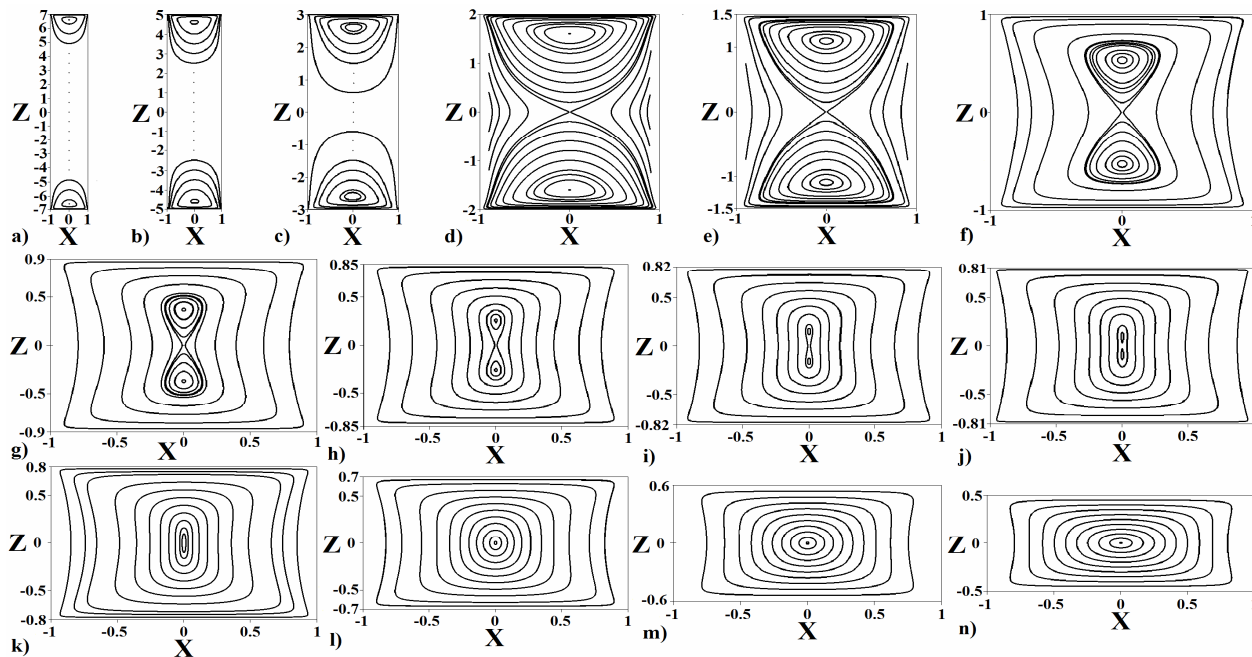 7
6
5
4
3
2
1
Z 0
-1
-2
-3
-4
-5
-6
-7
-1 0 1
a) X
5
4
3
2
1
Z 0
-1
-2
-3
-4
-5
-1 0 1
b) X
3
2
1
Z 0
-1
-2
-3
-1 0 1
c) X
2
1
Z 0
-1
-2
-1 0 1
d) X
1.5
1
Z 0
-1
-1.5
-1 0 1
e) X
1
Z 0
-1
-1 0 1
f) X
0.9
0.5
Z 0
-0.5
-0.9
-1 -0.5 0 0.5 1
g) X
0.85
0.5
Z 0
-0.5
-0.85
-1 -0.5 0 0.5 1
h) X
0.82
0.5
Z 0
-0.5
-0.82
-1 -0.5 0 0.5 1
i) X
0.81
0.5
Z 0
-0.5
-0.81
-1 -0.5 0 0.5
j) X
0.8
0.5
Z 0
-0.5
-0.8
-1 -0.5 0 0.5 1
k) X
0.7
0.5
Z 0
-0.5
-0.7
-1 -0.5 0 0.5 1
l) X
0.6
Z 0
-0.6
-1 -0.5 0 0.5 1
m) X
0.5
Z 0
-0.5
-1 -0.5 0 0.5 1
n) X